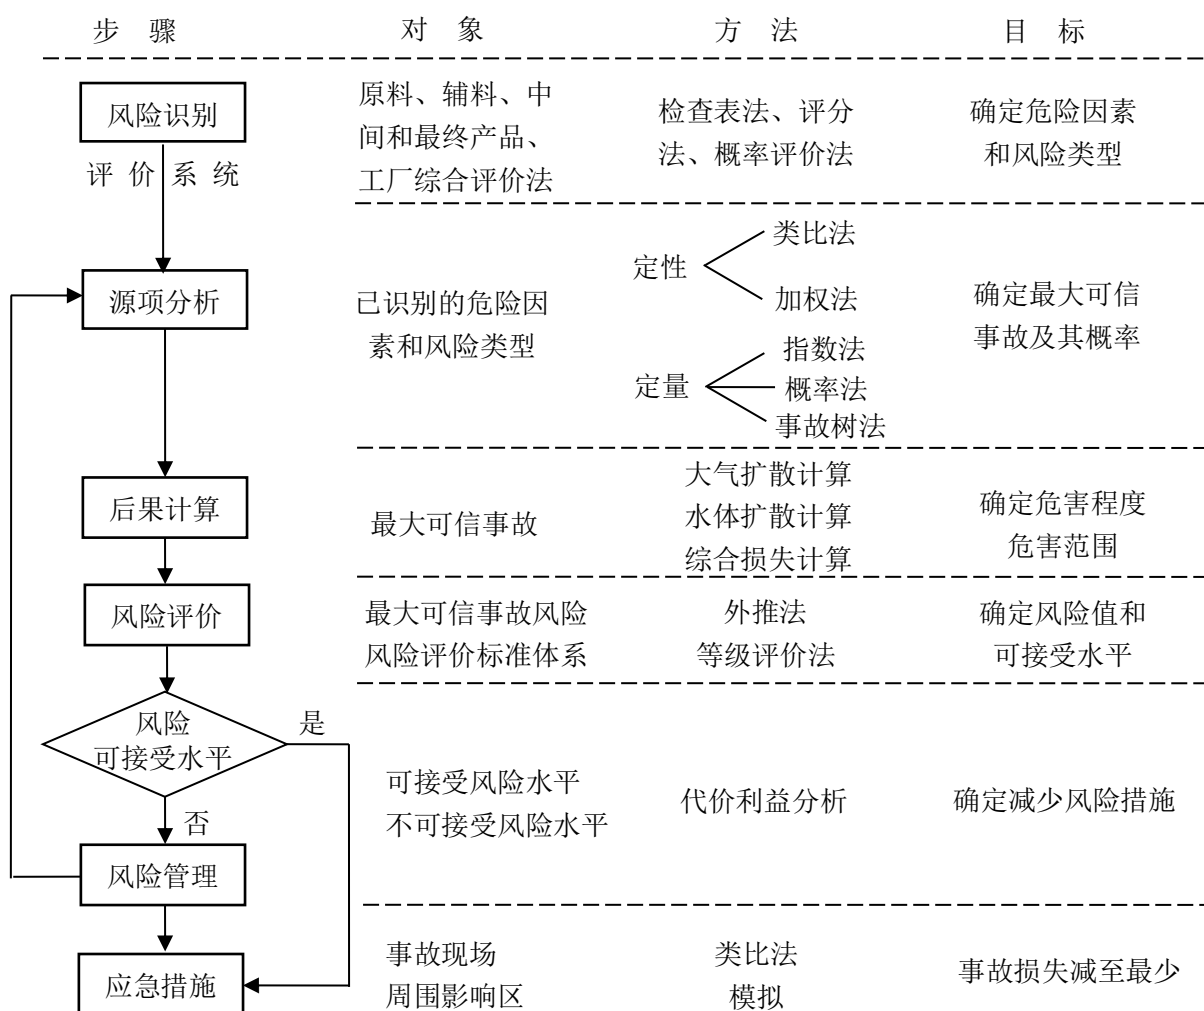 步 骤 对 象 方 法 目 标
风险识别
评 价 系 统
原料、辅料、中
间和最终产品、
工厂综合评价法
检查表法、评分
法、概率评价法
确定危险因素
和风险类型
源项分析
已识别的危险因
素和风险类型
定性
类比法
加权法
定量
指数法
概率法
事故树法
确定最大可信
事故及其概率
后果计算
最大可信事故
大气扩散计算
水体扩散计算
综合损失计算
确定危害程度
危害范围
风险评价
最大可信事故风险
风险评价标准体系
外推法
等级评价法
确定风险值和
可接受水平
风险
可接受水平
是
否
风险管理
可接受风险水平
不可接受风险水平
代价利益分析
确定减少风险措施
应急措施
事故现场
周围影响区
类比法
模拟
事故损失减至最少